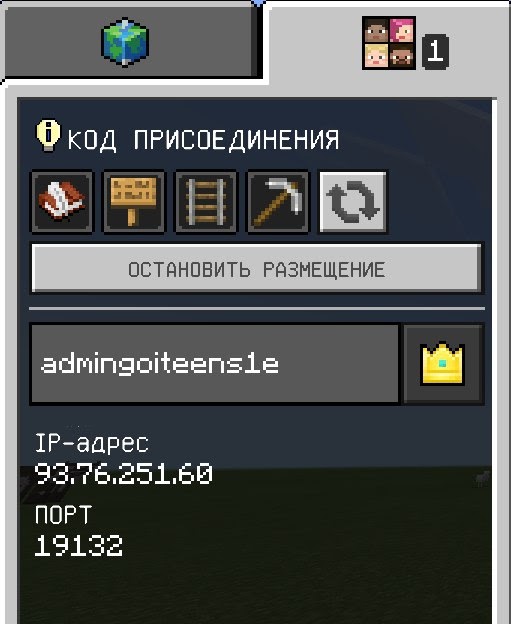 1
КОД ПРИСОЕДИНЕНИЯ
ОСТАНОВИТЬ РАЗМЕЩЕНИЕ
admingoiteens1e
IP-адрес
93.76.251.60
ПОРТ
19132